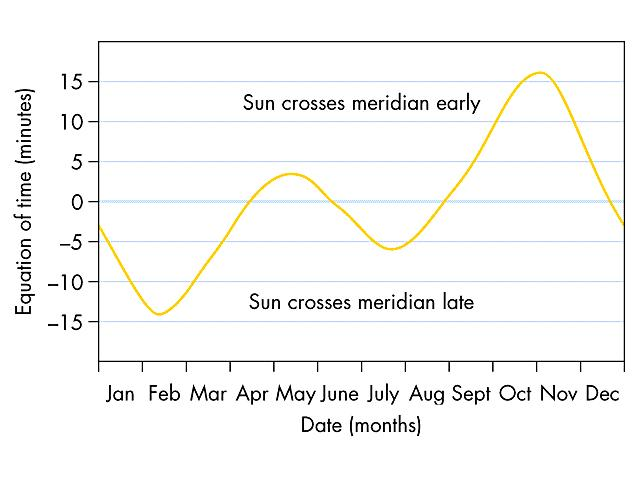 Equation of time (minutes)
15
10
5
0
–5
–10
–15
Sun crosses meridian early
Sun crosses meridian late
Jan Feb Mar Apr May June July Aug Sept Oct Nov Dec
Date (months)